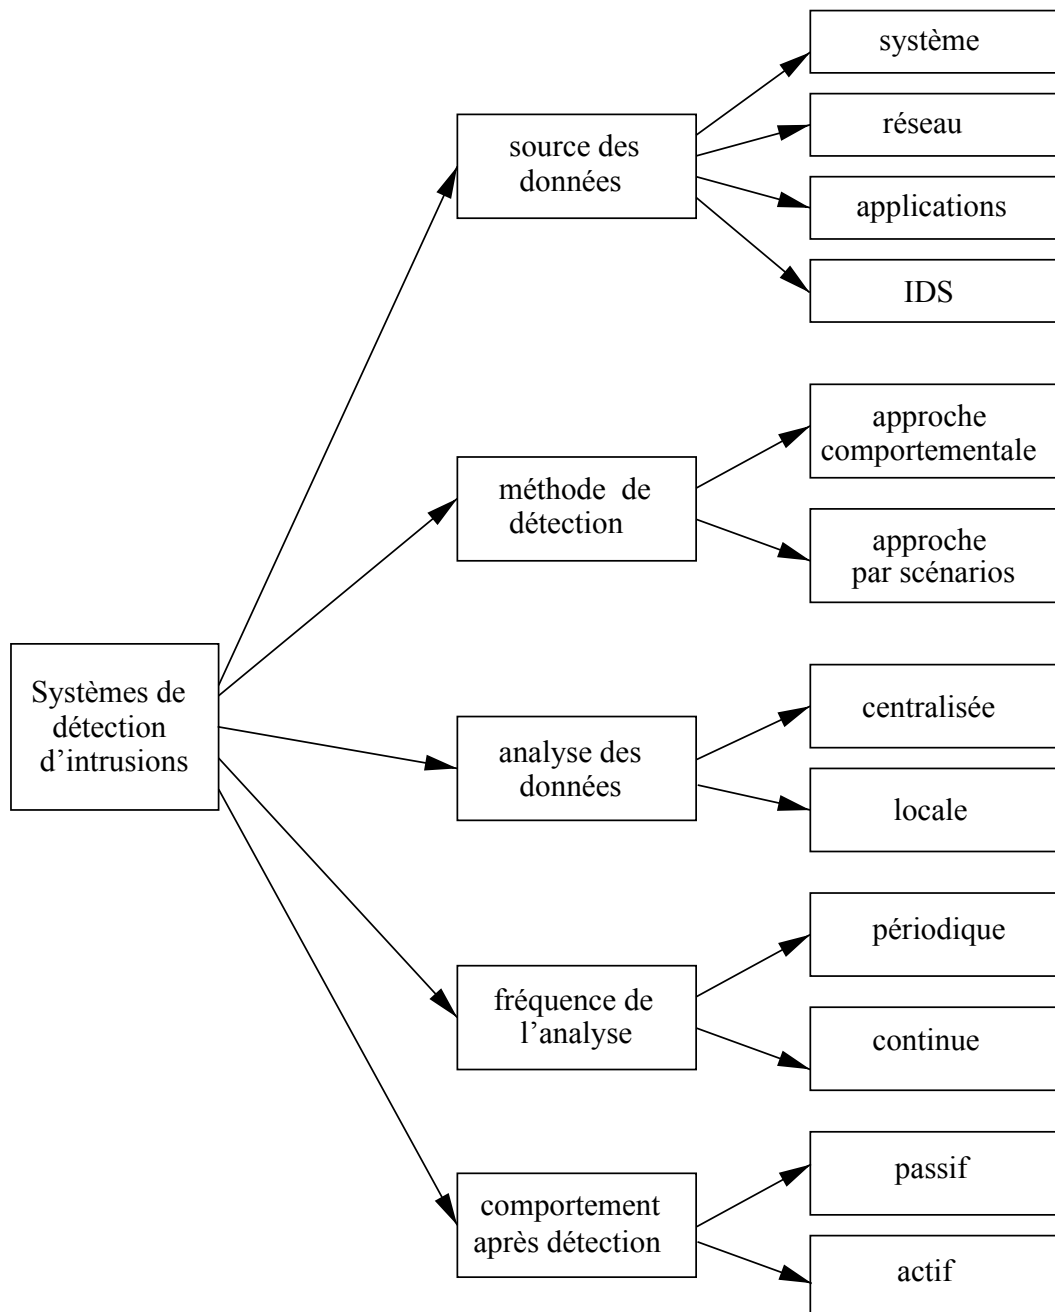 Systèmes de
détection
d'intrusions
source des
données
système
réseau
applications
IDS
méthode de
détection
approche
comportementale
approche
par scénarios
analyse des
données
centralisée
locale
fréquence de
l'analyse
périodique
continue
comportement
après détection
passif
actif